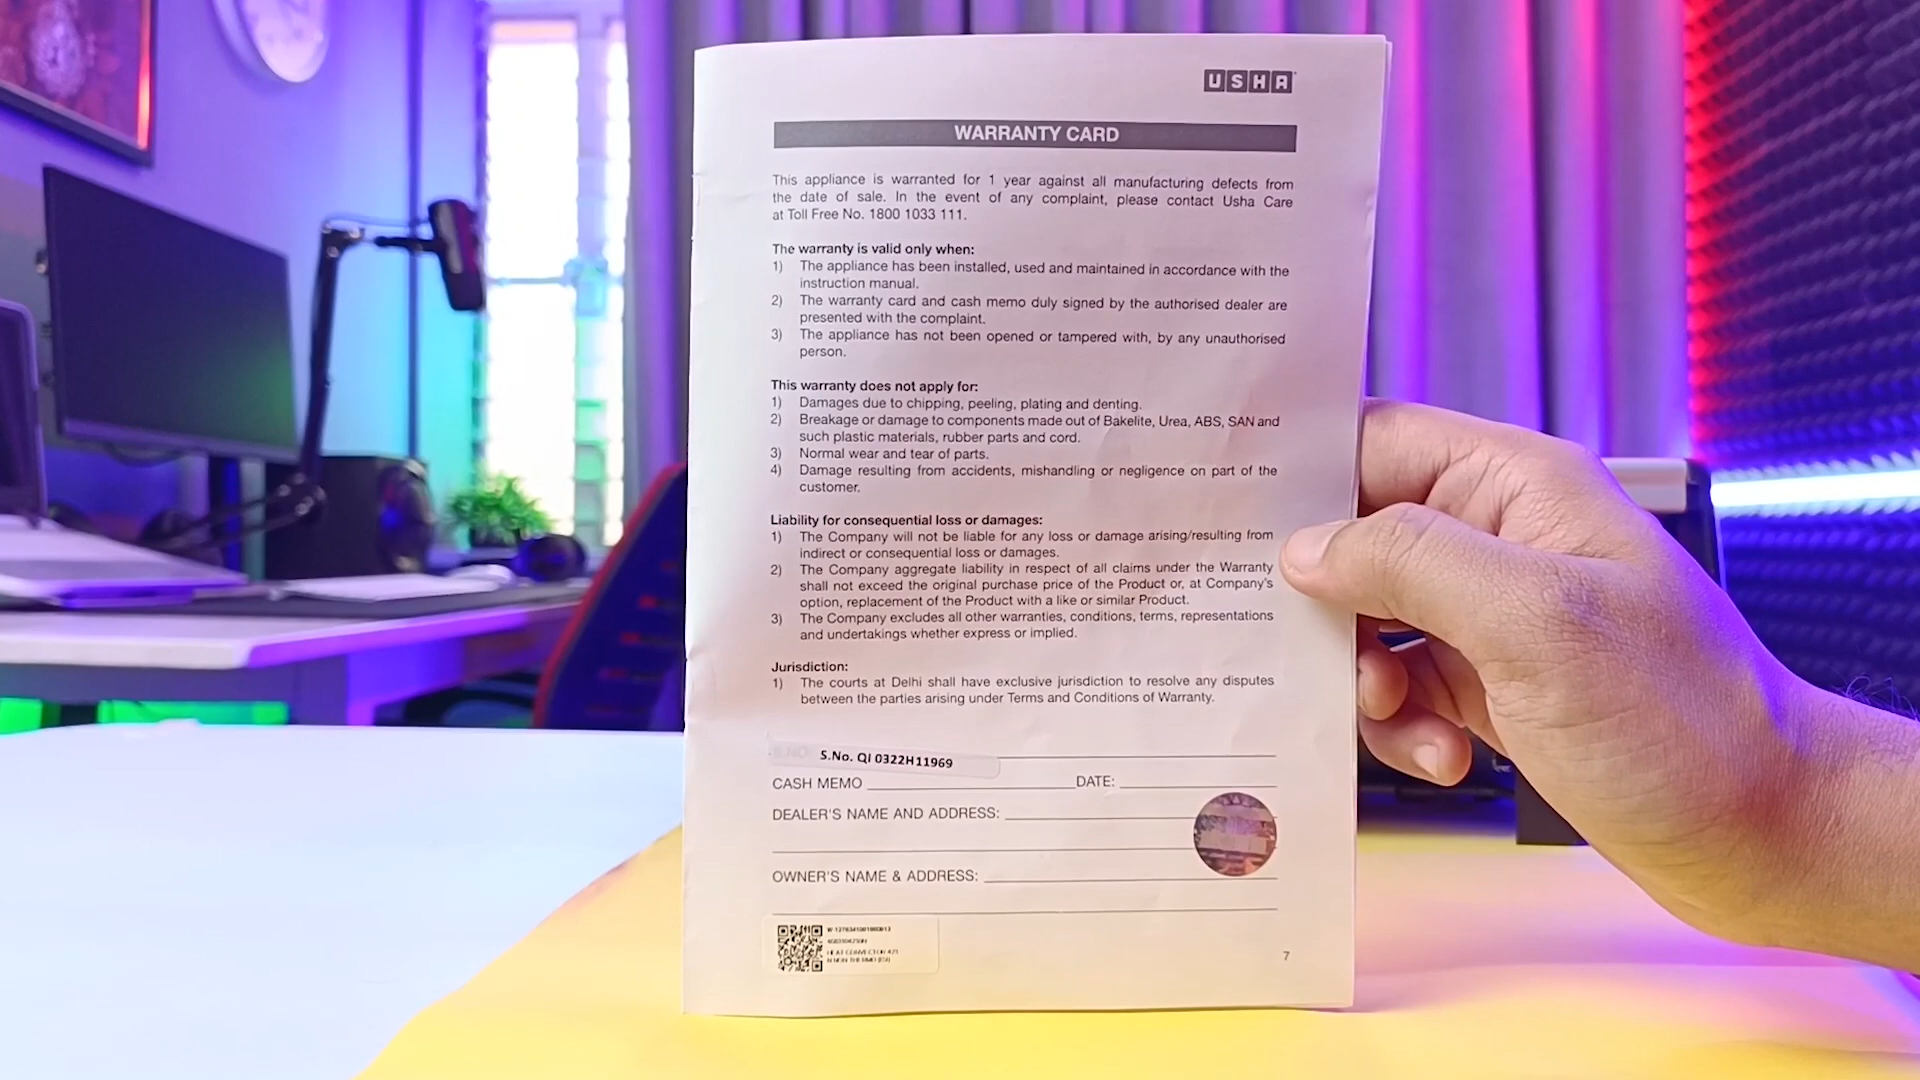 USHA
WARRANTY CARD
This appliance is warranted for 1 year against all manufacturing defects from
the date of sale. In the event of any complaint, please contact Usha Care
at Toll Free No. 1800 1033 111.
The warranty is valid only when:
1) The appliance has been installed, used and maintained in accordance with the
instruction manual.
2) The warranty card and cash memo duly signed by the authorised dealer are
presented with the complaint.
3) The appliance has not been opened or tampered with, by any unauthorised
person.
This warranty does not apply for:
1) Damages due to chipping, peeling, plating and denting.
2) Breakage or damage to components made out of Bakelite, Urea, ABS, SAN and
such plastic materials, rubber parts and cord.
3) Normal wear and tear of parts.
4) Damage resulting from accidents, mishandling or negligence on part of the
customer.
Liability for consequential loss or damages:
1) The Company will not be liable for any loss or damage arising/resulting from
indirect or consequential loss or damages.
2) The Company aggregate liability in respect of all claims under the Warranty
shall not exceed the original purchase price of the Product or, at Company's
option, replacement of the Product with a like or similar Product.
3) The Company excludes all other warranties, conditions, terms, representations
and undertakings whether express or implied.
Jurisdiction:
1) The courts at Delhi shall have exclusive jurisdiction to resolve any disputes
between the parties arising under Terms and Conditions of Warranty.
S.No. QI 0322H11969
CASH MEMO DATE:
DEALER'S NAME AND ADDRESS:
OWNER'S NAME & ADDRESS:
HEAT CONVECTOR
N NON THERMO
7